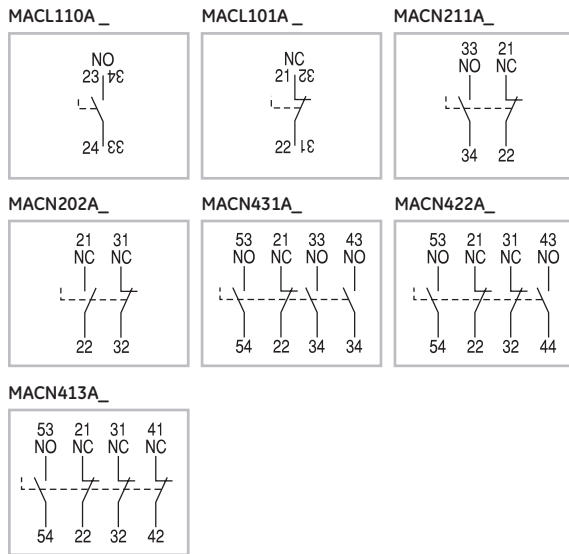 MACL110A_
MACL101A_
MACN211A_
NO
23 34
24 33
NC
21 32
22 31
33 21
NO NC
34 22
MACN202A_
MACN431A_
MACN422A_
21 31
NC NC
22 32
53 21 33 43
NO NC NO NO
54 22 34 34
53 21 31 43
NO NC NC NO
54 22 32 44
MACN413A_
53 21 31 41
NO NC NC NC
54 22 32 42